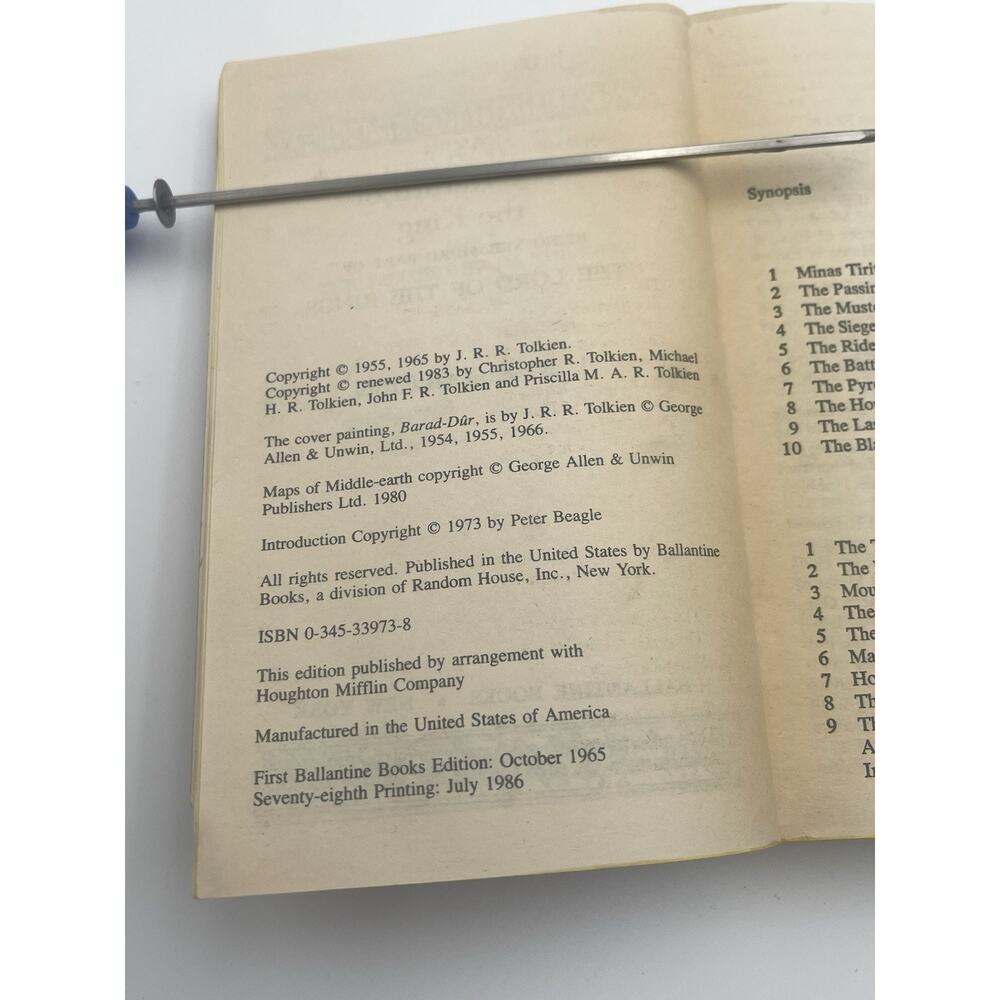 Copyright © 1955, 1965 by J. R. R. Tolkien.
Copyright © renewed 1983 by Christopher R. Tolkien, Michael
H. R. Tolkien, John F. R. Tolkien and Priscilla M. A. R. Tolkien
The cover painting, Barad-Dûr, is by J. R. R. Tolkien © George
Allen & Unwin, Ltd., 1954, 1955, 1966.
Maps of Middle-earth copyright © George Allen & Unwin
Publishers Ltd. 1980
Introduction Copyright © 1973 by Peter Beagle
All rights reserved. Published in the United States by Ballantine
Books, a division of Random House, Inc., New York.
ISBN 0-345-33973-8
This edition published by arrangement with
Houghton Mifflin Company
Manufactured in the United States of America
First Ballantine Books Edition: October 1965
Seventy-eighth Printing: July 1986
Synopsis
1 Minas Tiri
2 The Passin
3 The Muste
4 The Siege
5 The Ride
6 The Batt
7 The Pyr
8 The Hou
9 The Las
10 The Bla
1 The
2 The
3 Mou
4 The
5 The
6 Ma
7 Ho
8 Th
9 Th
A